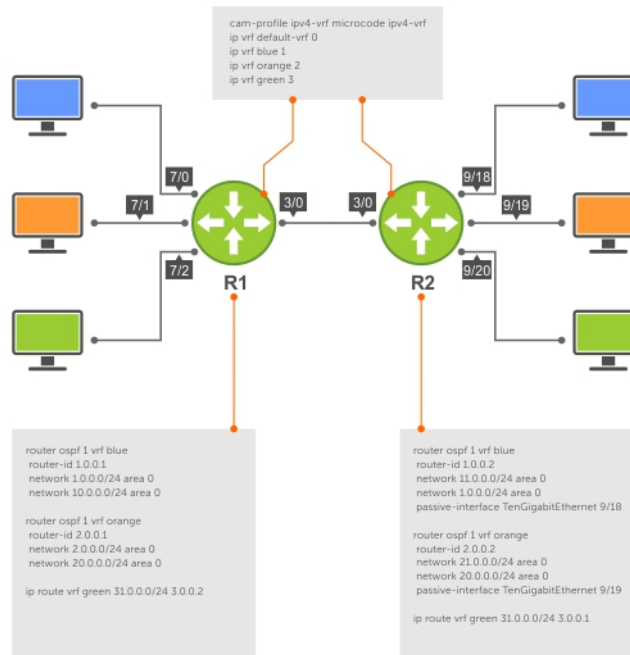 cam-profile ipv4-vrf microcode ipv4-vrf
ip vrf default-vrf 0
ip vrf blue 1
ip vrf orange 2
ip vrf green 3
7/0
9/18
7/1
3/0
3/0
9/19
7/2
9/20
R1
R2
router ospf 1 vrf blue
router-id 1.0.0.1
network 1.0.0.0/24 area 0
network 10.0.0.0/24 area 0
router ospf 1 vrf orange
router-id 2.0.0.1
network 2.0.0.0/24 area 0
network 20.0.0.0/24 area 0
ip route vrf green 31.0.0.0/24 3.0.0.2
router ospf 1 vrf blue
router-id 1.0.0.2
network 11.0.0.0/24 area 0
network 1.0.0.0/24 area 0
passive-interface TenGigabitEthernet 9/18
router ospf 1 vrf orange
router-id 2.0.0.2
network 21.0.0.0/24 area 0
network 20.0.0.0/24 area 0
passive-interface TenGigabitEthernet 9/19
ip route vrf green 31.0.0.0/24 3.0.0.1